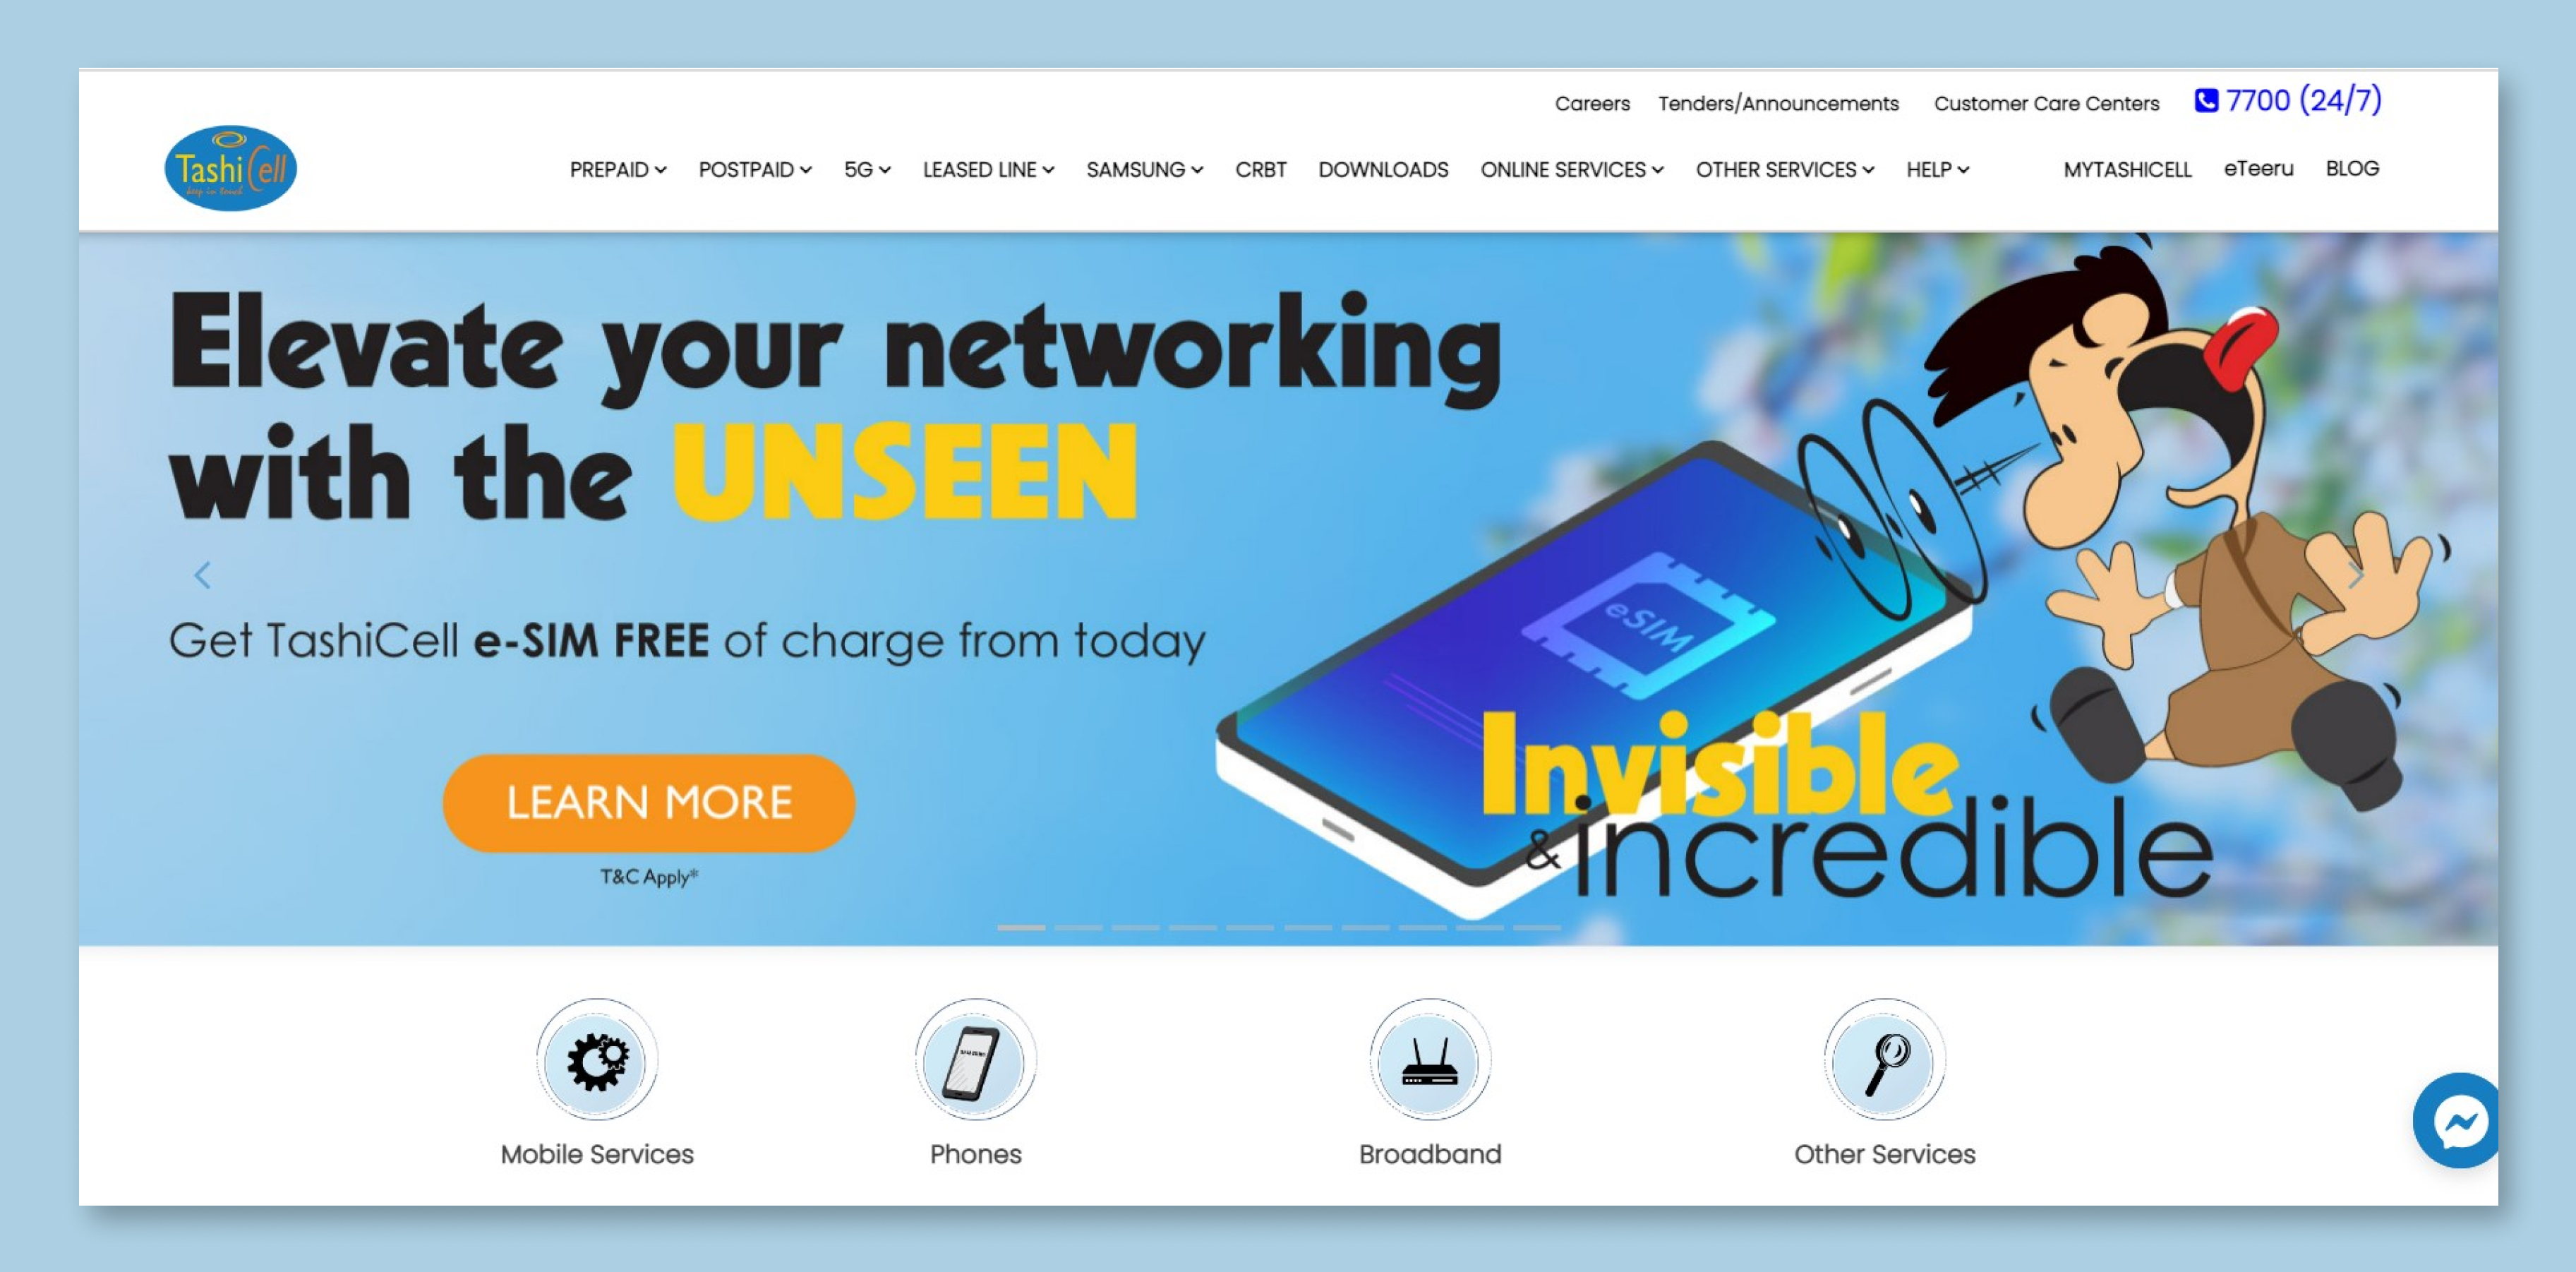 Careers Tenders/Announcements Customer Care Centers 7700 (24/7)
TashiCell
keep in touch
PREPAID POSTPAID 5G LEASED LINE SAMSUNG CRBT DOWNLOADS ONLINE SERVICES OTHER SERVICES HELP MYTASHICELL eTeeru BLOG
Elevate your networking
with the UNSEEN
Get TashiCell e-SIM FREE of charge from today
LEARN MORE
T&C Apply*
eSIM
Invisible
& incredible
Mobile Services Phones Broadband Other Services